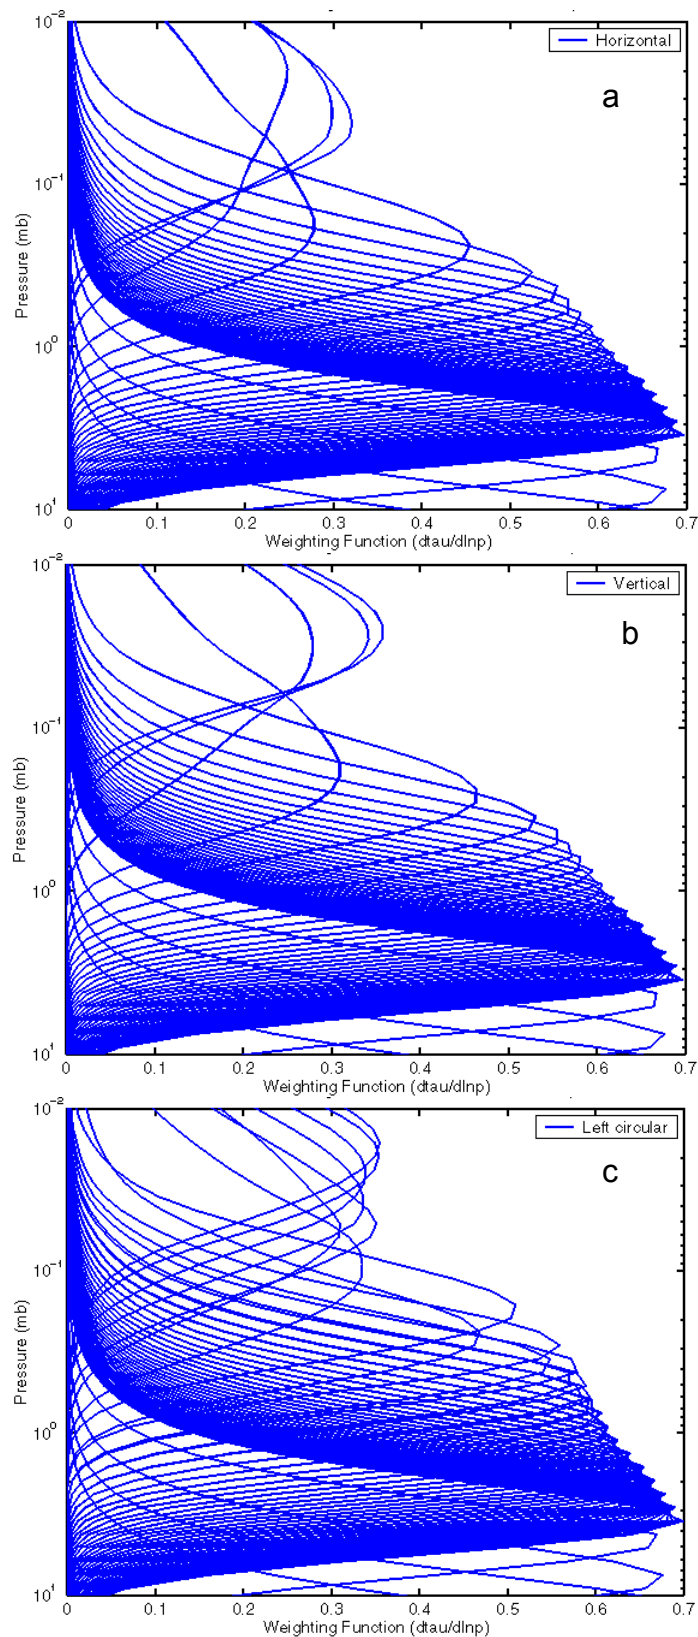 10⁻²
Horizontal
a
10⁻¹
Pressure (mb)
10⁰
10¹
0 0.1 0.2 0.3 0.4 0.5 0.6 0.7
Weighting Function (dtau/dlnp)
10⁻²
Vertical
b
10⁻¹
Pressure (mb)
10⁰
10¹
0 0.1 0.2 0.3 0.4 0.5 0.6 0.7
Weighting Function (dtau/dlnp)
10⁻²
Left circular
c
10⁻¹
Pressure (mb)
10⁰
10¹
0 0.1 0.2 0.3 0.4 0.5 0.6 0.7
Weighting Function (dtau/dlnp)